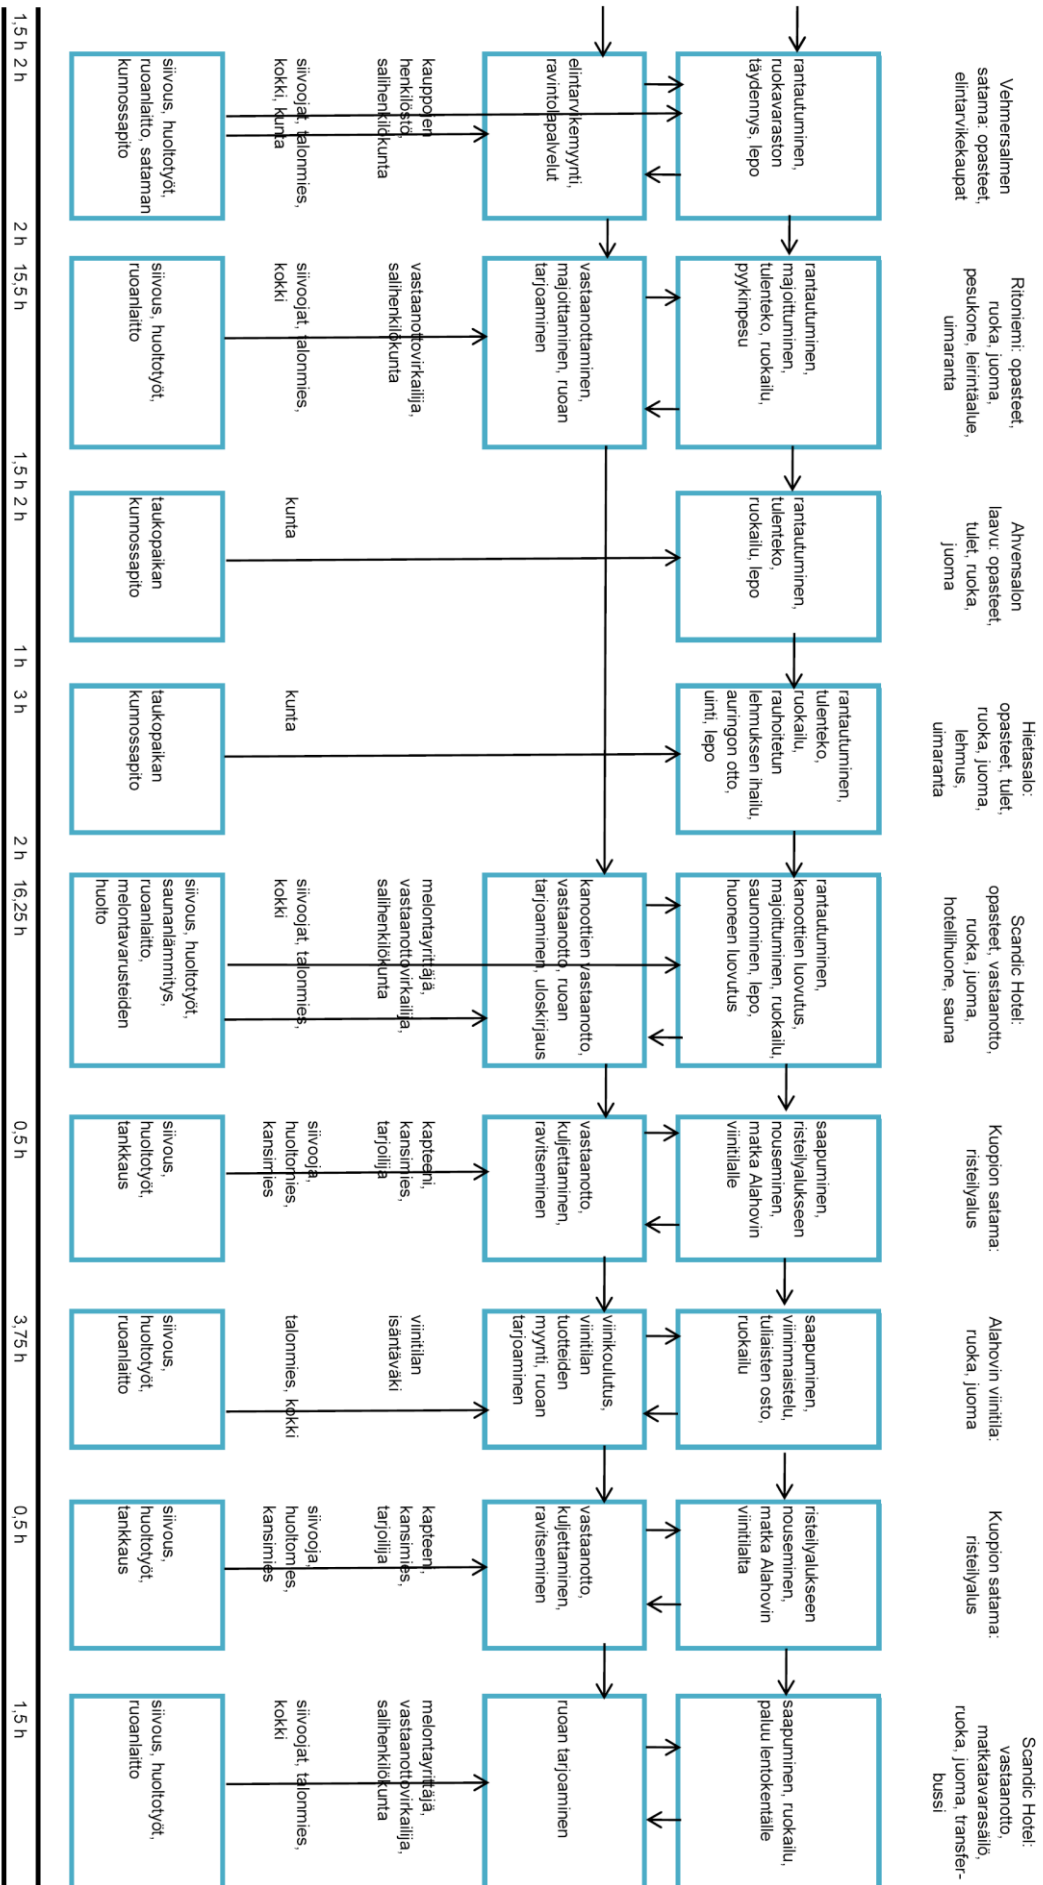 Vehmersalmen
satama: opasteet,
elintarvikekaupat
Ritoniemi: opasteet,
ruoka, juoma,
pesukone, leirintäalue,
uimaranta
Ahvensalon
laavu: opasteet,
tulet, ruoka,
juoma
Hietasalo:
opasteet, tulet,
ruoka, juoma,
lehmus,
uimaranta
Scandic Hotel:
opasteet, vastaanotto,
ruoka, juoma,
hotellihuone, sauna
Kuopion satama:
risteilyalus
Alahovin viinitila:
ruoka, juoma
Kuopion satama:
risteilyalus
Scandic Hotel:
vastaanotto,
matkatavarasäilö,
ruoka, juoma, transfer-
bussi
rantautuminen,
ruokavaraston
täydennys, lepo
rantautuminen,
majoittuminen,
tulenteko, ruokailu,
pyykinpesu
rantautuminen,
tulenteko,
ruokailu, lepo
rantautuminen,
tulenteko,
ruokailu,
rauhoitetun
lehmuksen ihailu,
auringon otto,
uinti, lepo
rantautuminen,
kanoottien luovutus,
majoittuminen, ruokailu,
saunominen, lepo,
huoneen luovutus
saapuminen,
risteilyalukseen
nouseminen,
matka Alahovin
viinitilalle
saapuminen,
viininmaistelu,
tuliaisten osto,
ruokailu
risteilyalukseen
nouseminen,
matka Alahovin
viinitilalta
saapuminen, ruokailu,
paluu lentokentälle
elintarvikemyynti,
ravintolapalvelut
vastaanottaminen,
majoittaminen, ruoan
tarjoaminen
kanoottien vastaanotto,
vastaanotto, ruoan
tarjoaminen, uloskirjaus
vastaanotto,
kuljettaminen,
ravitseminen
viinikoulutus,
viinitilan
tuotteiden
myynti, ruoan
tarjoaminen
vastaanotto,
kuljettaminen,
ravitseminen
ruoan tarjoaminen
kauppojen
henkilöstö,
salihenkilökunta
vastaanottovirkailija,
salihenkilökunta
melontayrittäjä,
vastaanottovirkailija,
salihenkilökunta
kapteeni,
kansimies,
tarjoilija
viinitilan
isäntäväki
kapteeni,
kansimies,
tarjoilija
melontayrittäjä,
vastaanottovirkailija,
salihenkilökunta
siivoojat, talonmies,
kokki, kunta
siivoojat, talonmies,
kokki
kunta
kunta
siivoojat, talonmies,
kokki
siivooja,
huoltomies,
kansimies
talonmies, kokki
siivooja,
huoltomes,
kansimies
siivoojat, talonmies,
kokki
siivous, huoltotyöt,
ruoanlaitto, sataman
kunnossapito
siivous, huoltotyöt,
ruoanlaitto
taukopaikan
kunnossapito
taukopaikan
kunnossapito
siivous, huoltotyöt,
saunanlämmitys,
ruoanlaitto,
melontavarusteiden
huolto
siivous,
huoltotyöt,
tankkaus
siivous,
huoltotyöt,
ruoanlaitto
siivous,
huoltotyöt,
tankkaus
siivous, huoltotyöt,
ruoanlaitto
1,5 h 2 h 2 h 15,5 h 1,5 h 2 h 1 h 3 h 2 h 16,25 h 0,5 h 3,75 h 0,5 h 1,5 h